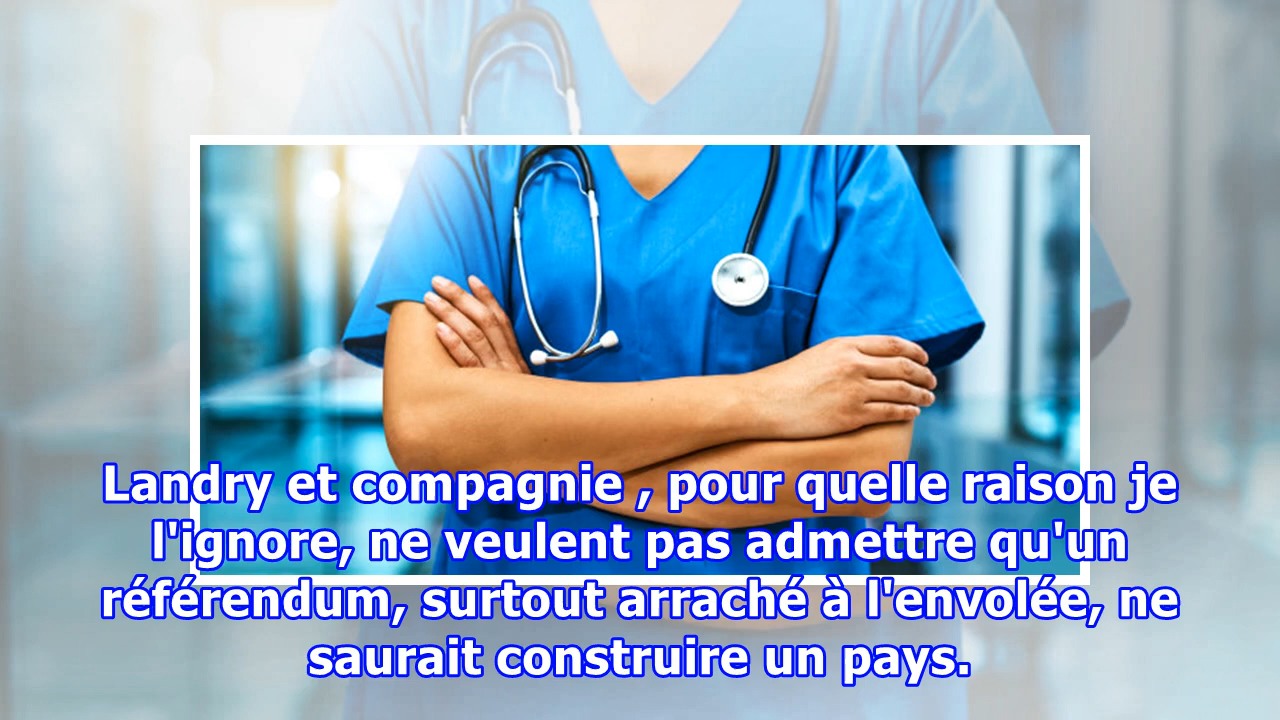 Landry et compagnie , pour quelle raison je
l'ignore, ne veulent pas admettre qu'un
référendum, surtout arraché à l'envolée, ne
saurait construire un pays.